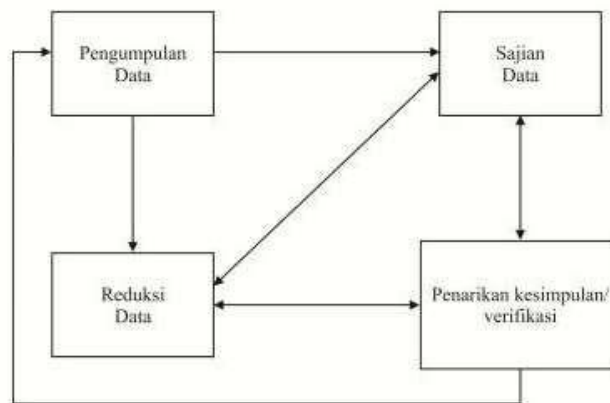 Pengumpulan
Data
Sajian
Data
Reduksi
Data
Penarikan kesimpulan/
verifikasi